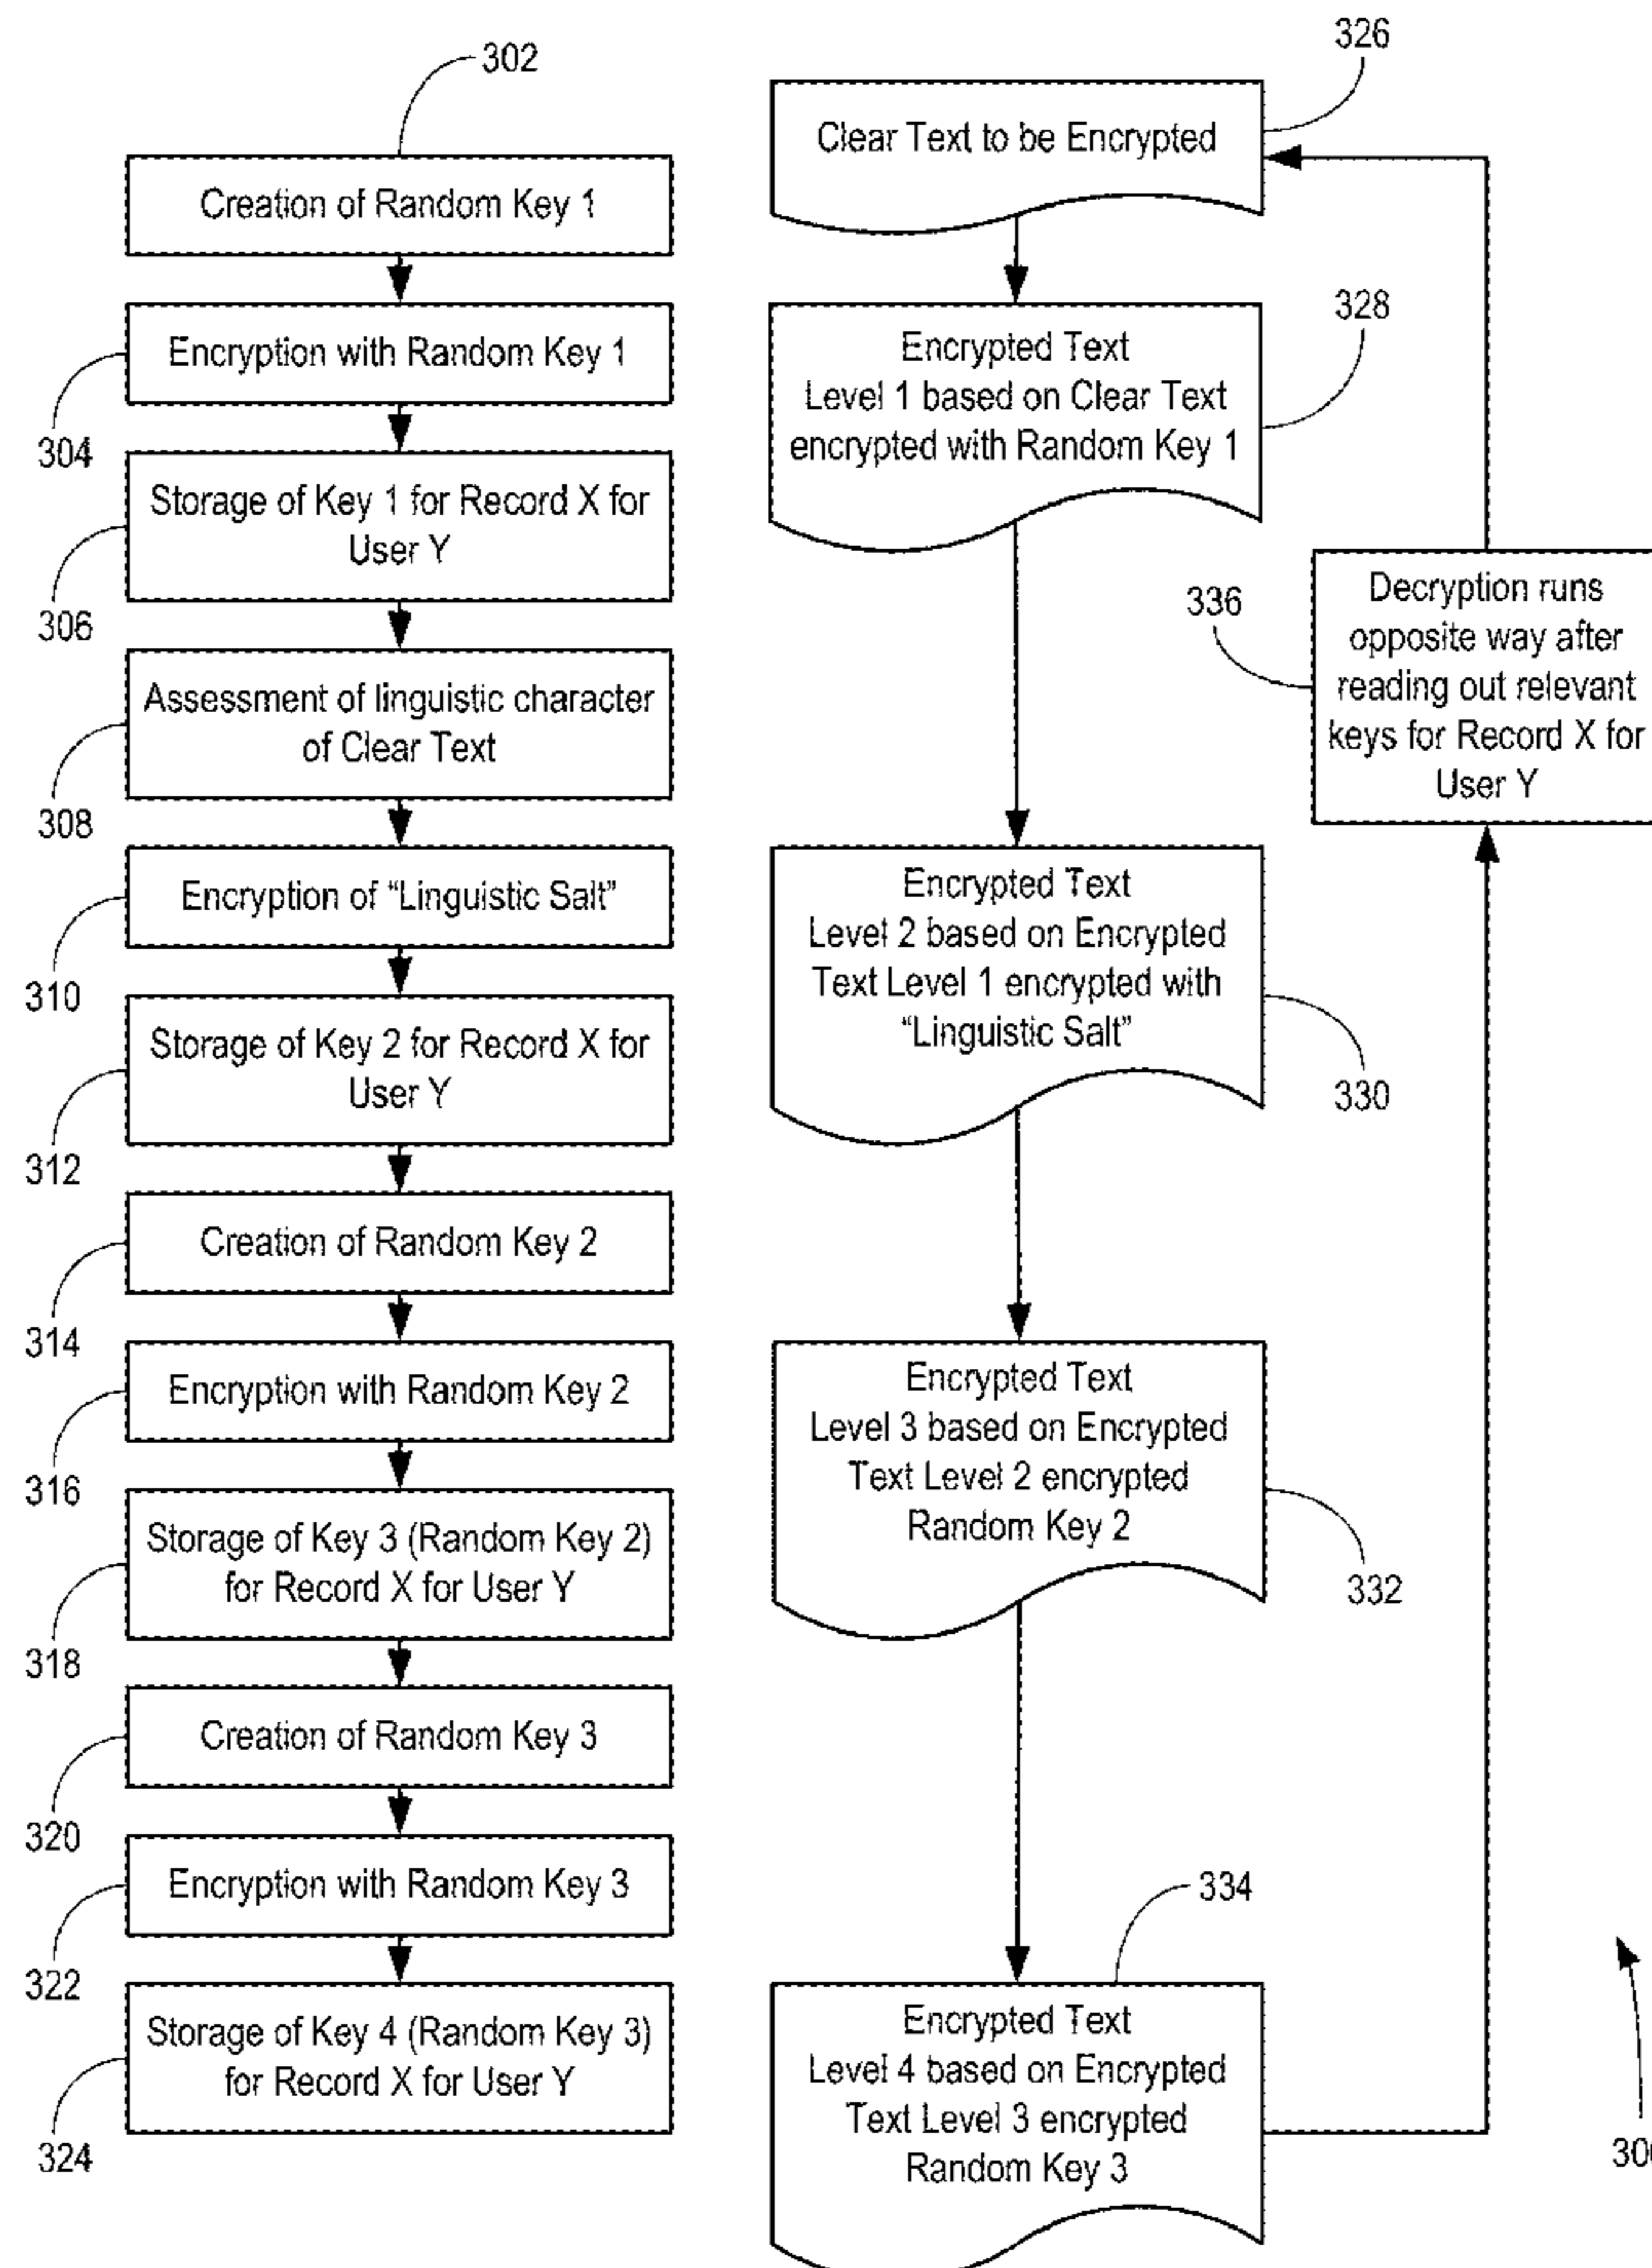 302
Creation of Random Key 1
Encryption with Random Key 1
304
Storage of Key 1 for Record X for
User Y
306
Assessment of linguistic character
of Clear Text
308
Encryption of “Linguistic Salt”
310
Storage of Key 2 for Record X for
User Y
312
Creation of Random Key 2
314
Encryption with Random Key 2
316
Storage of Key 3 (Random Key 2)
for Record X for User Y
318
Creation of Random Key 3
320
Encryption with Random Key 3
322
Storage of Key 4 (Random Key 3)
for Record X for User Y
324
326
Clear Text to be Encrypted
328
Encrypted Text
Level 1 based on Clear Text
encrypted with Random Key 1
Encrypted Text
Level 2 based on Encrypted
Text Level 1 encrypted with
“Linguistic Salt”
330
Encrypted Text
Level 3 based on Encrypted
Text Level 2 encrypted
Random Key 2
332
334
Encrypted Text
Level 4 based on Encrypted
Text Level 3 encrypted
Random Key 3
336
Decryption runs
opposite way after
reading out relevant
keys for Record X for
User Y